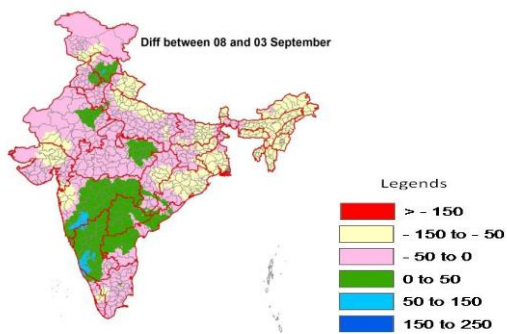 Diff between 08 and 03 September
Legends
> - 150
- 150 to - 50
- 50 to 0
0 to 50
50 to 150
150 to 250